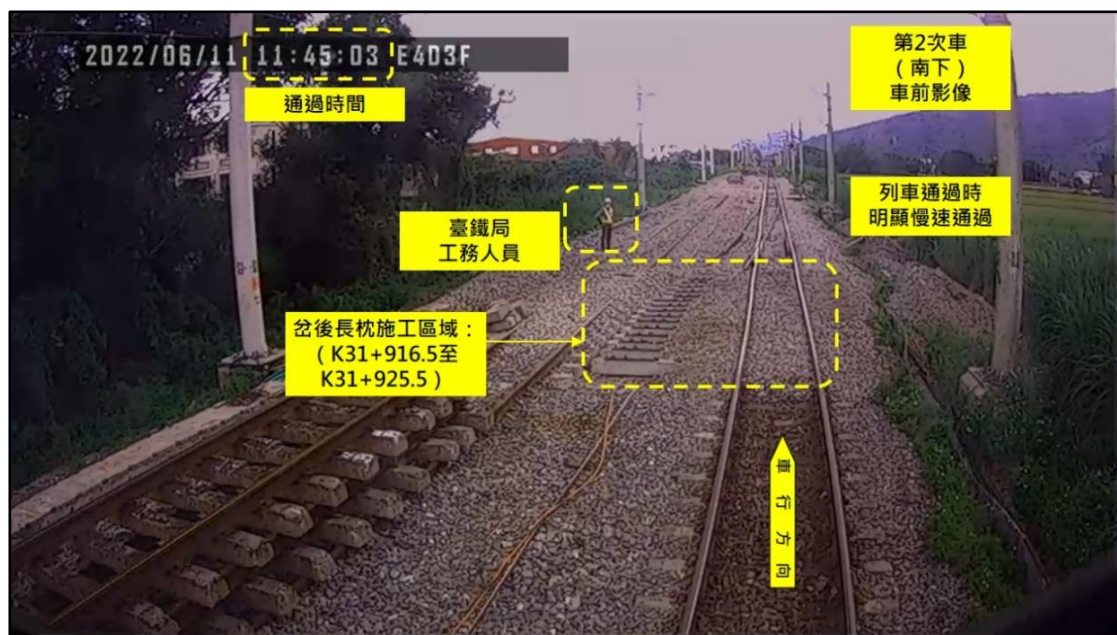 2022/06/11 11:45:03 E4D3F
通過時間
第2次車
（南下）
車前影像
列車通過時
明顯慢速通過
臺鐵局
工務人員
岔後長枕施工區域：
（K31+916.5至
K31+925.5）
車行方向